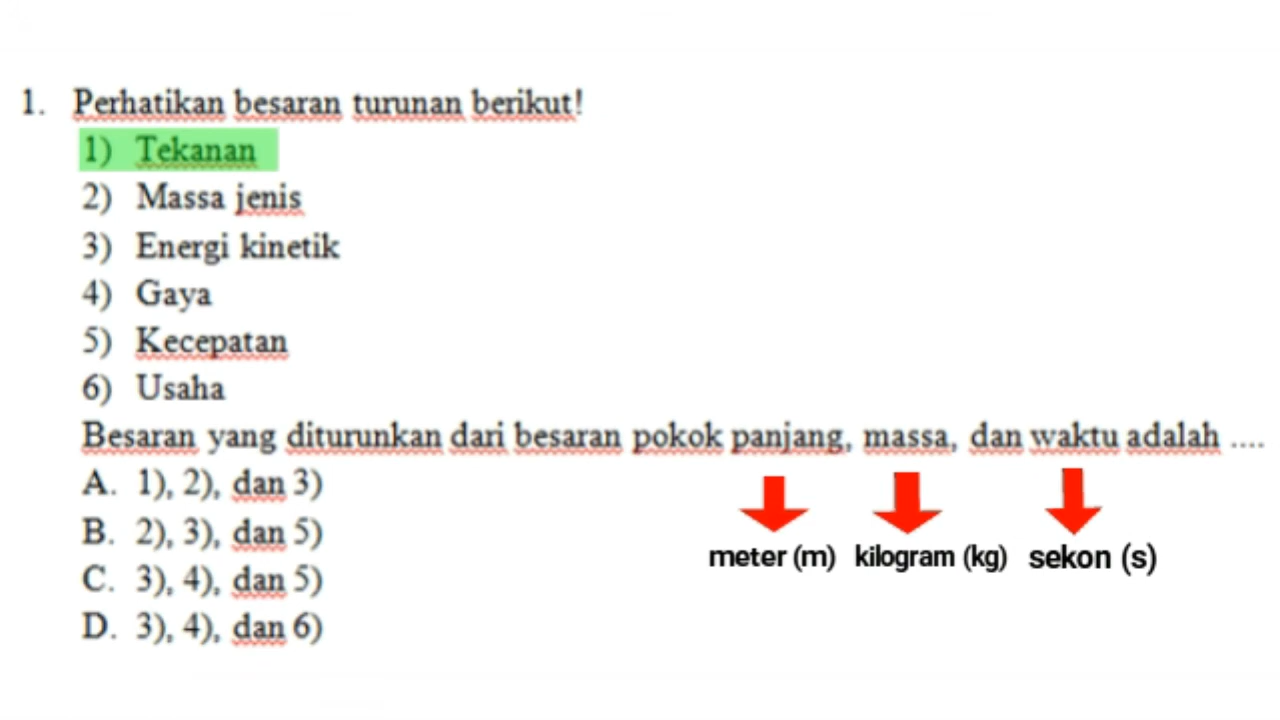 1. Perhatikan besaran turunan berikut!
1) Tekanan
2) Massa jenis
3) Energi kinetik
4) Gaya
5) Kecepatan
6) Usaha
Besaran yang diturunkan dari besaran pokok panjang, massa, dan waktu adalah ....
A. 1), 2), dan 3)
B. 2), 3), dan 5)
C. 3), 4), dan 5)
D. 3), 4), dan 6)
meter (m) kilogram (kg) sekon (s)